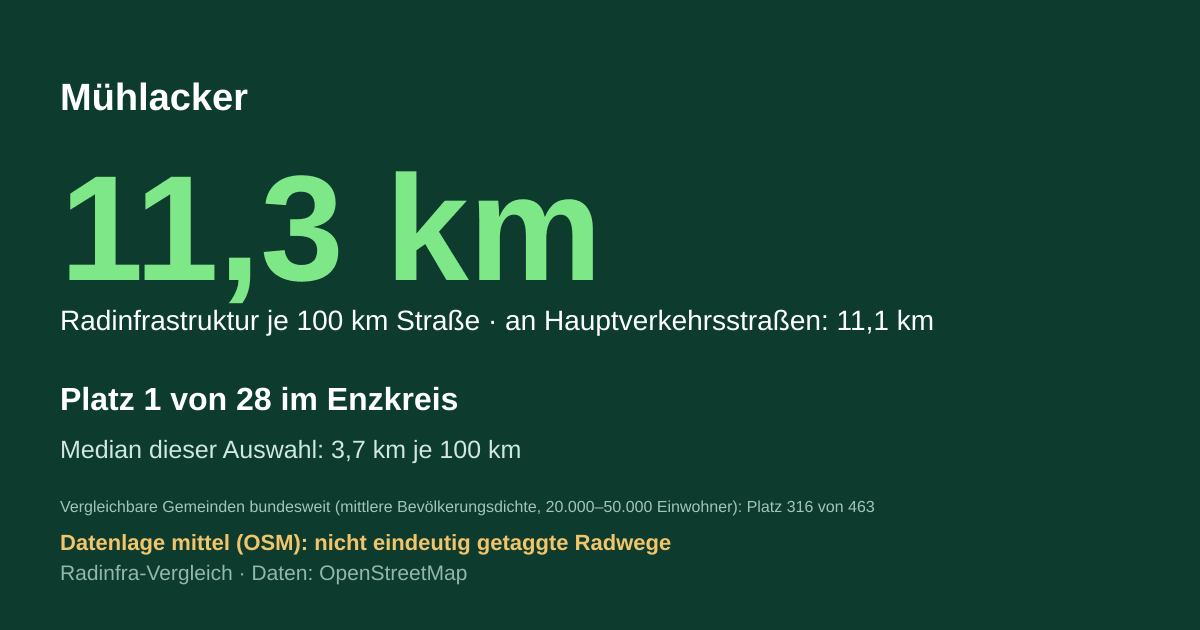 Mühlacker
11,3 km
Radinfrastruktur je 100 km Straße · an Hauptverkehrsstraßen: 11,1 km
Platz 1 von 28 im Enzkreis
Median dieser Auswahl: 3,7 km je 100 km
Vergleichbare Gemeinden bundesweit (mittlere Bevölkerungsdichte, 20.000–50.000 Einwohner): Platz 316 von 463
Datenlage mittel (OSM): nicht eindeutig getaggte Radwege
Radinfra-Vergleich · Daten: OpenStreetMap